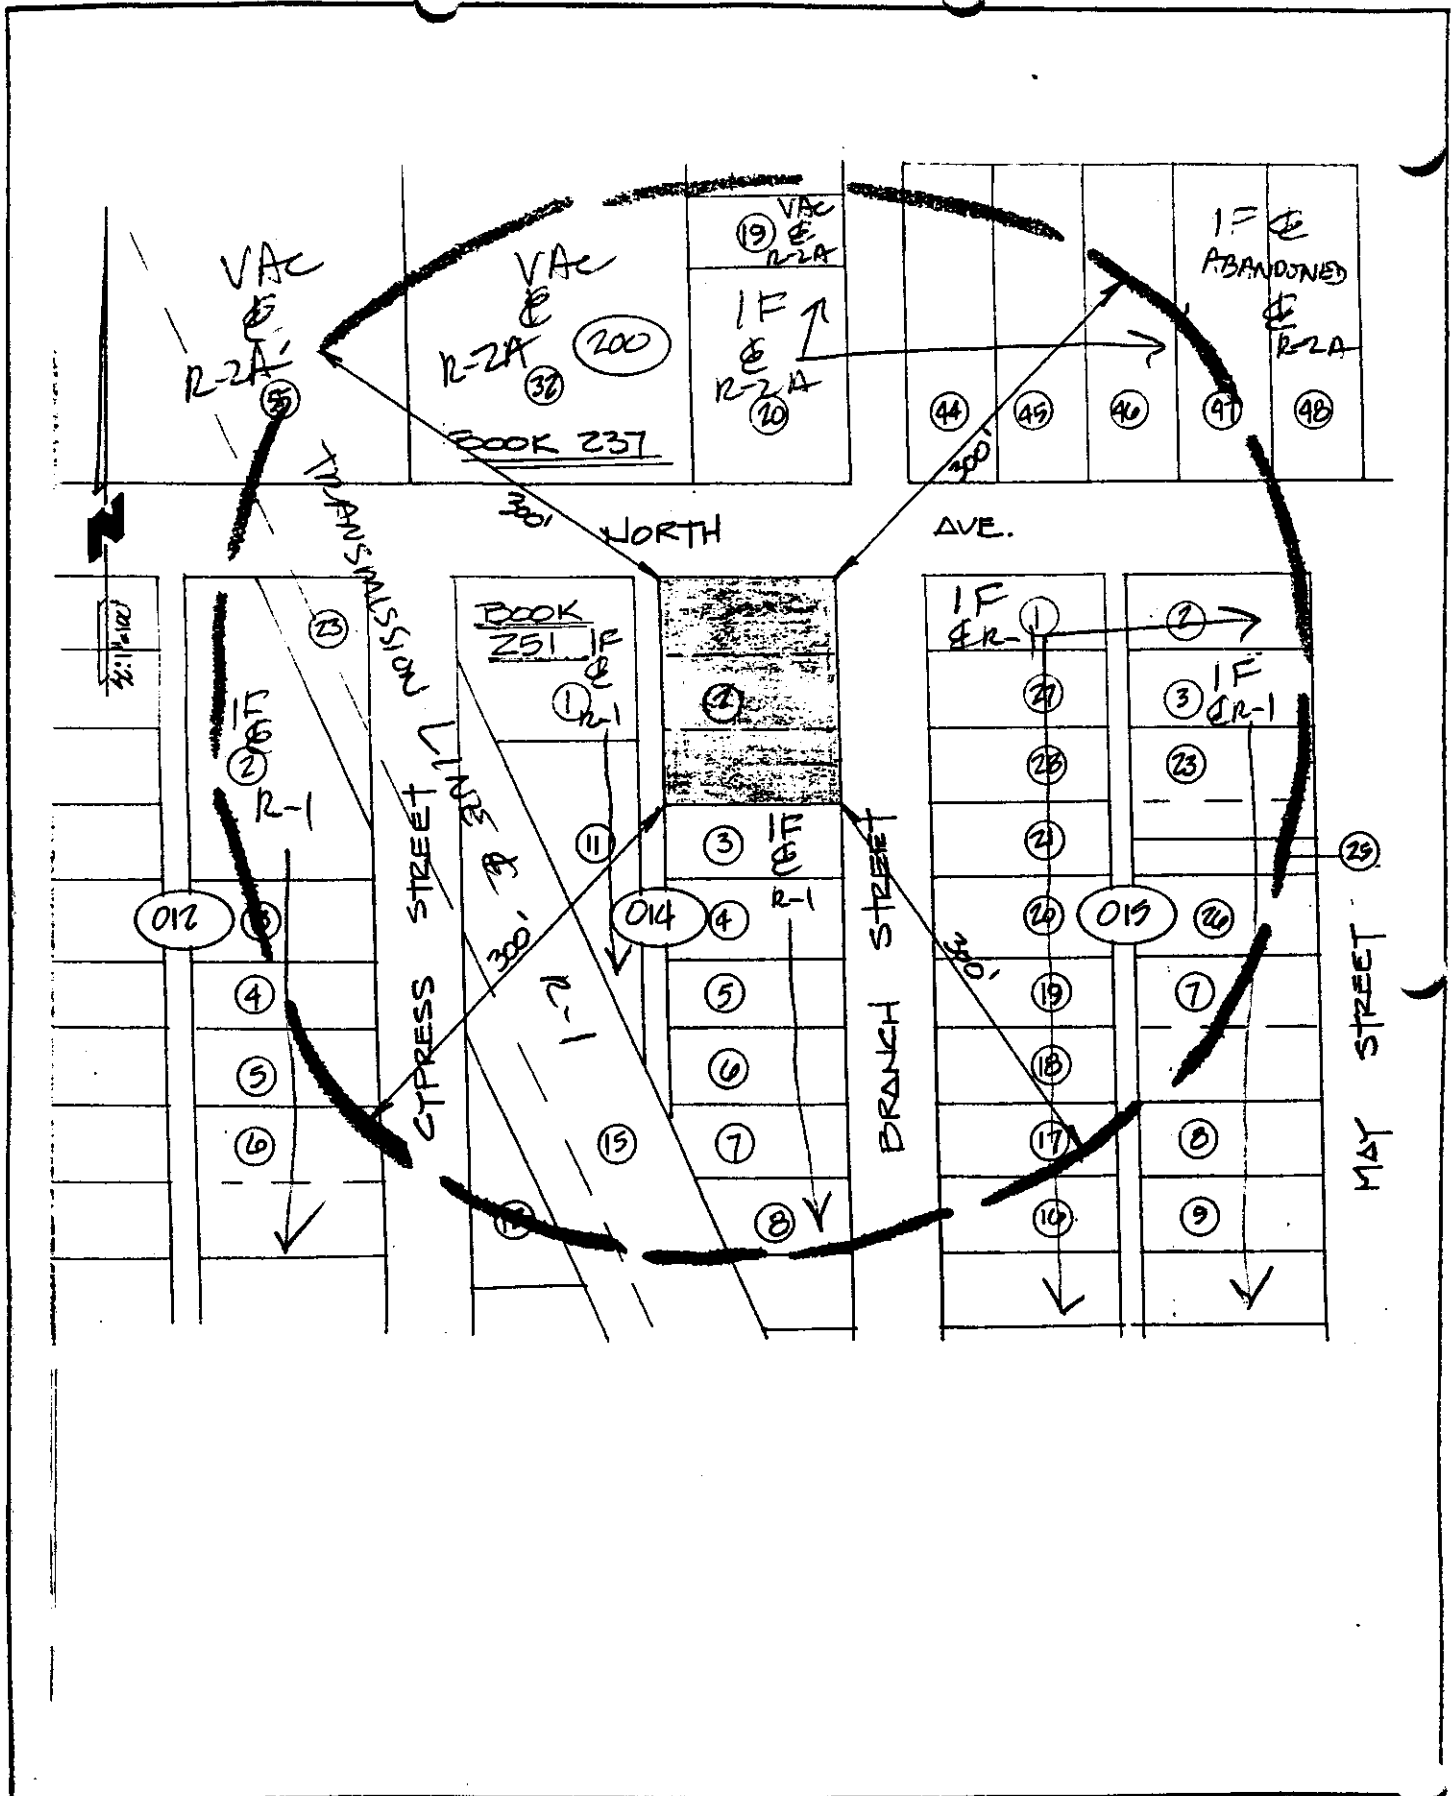 VAC
&
R-2A
VAC
&
R-2A
32
200
BOOK 237
19
VAC
&
R-2A
1F
&
R-2A
20
44
45
46
47
48
1F &
ABANDONED
&
R-2A
300'
300'
NORTH AVE.
TRANSMISSION LINE & R-1
23
1F
&
2
R-1
012
3
4
5
6
CYPRESS STREET
BOOK
251
1F
&
1
R-1
11
014
15
2
3
1F
&
R-1
4
5
6
7
8
300'
300'
BRANCH STREET
1F
& R-1
1
27
28
21
20
19
18
17
16
015
2
3
1F
& R-1
23
25
26
7
8
9
MAY STREET